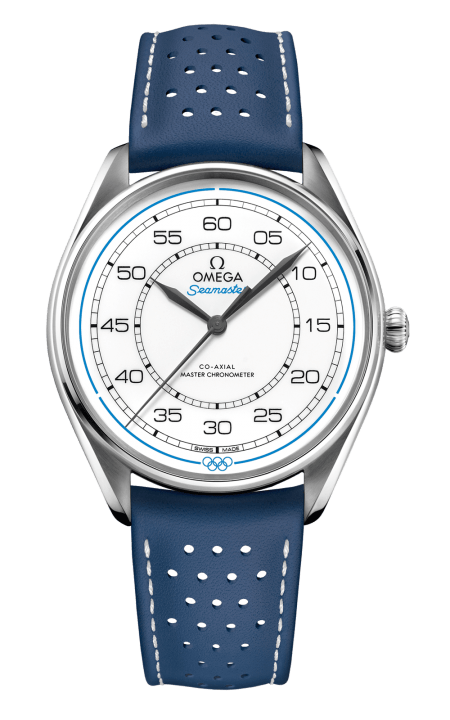 60
55 05
50 10
45 15
40 20
35 25
30
Ω
OMEGA
Seamaster
CO-AXIAL
MASTER CHRONOMETER
SWISS MADE